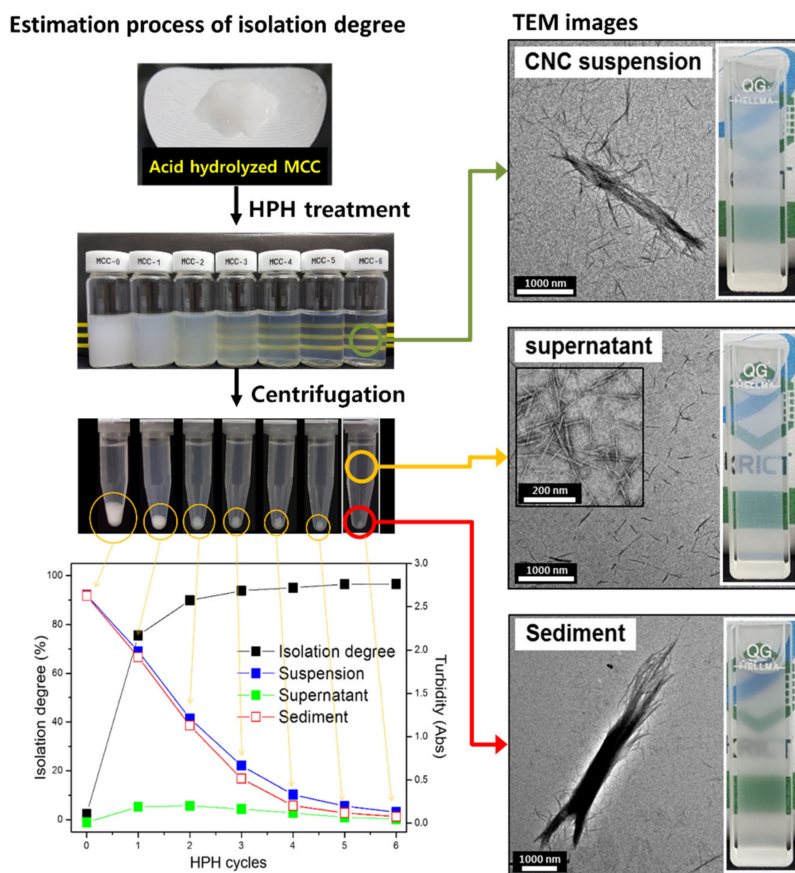 Estimation process of isolation degree
Acid hydrolyzed MCC
HPH treatment
MCC-0 MCC-1 MCC-2 MCC-3 MCC-4 MCC-5 MCC-6
Centrifugation
Isolation degree (%)
100
80
60
40
20
0
3.0
2.5
2.0
1.5
1.0
0.5
0.0
Turbidity (Abs)
Isolation degree
Suspension
Supernatant
Sediment
0 1 2 3 4 5 6
HPH cycles
TEM images
CNC suspension
1000 nm
QG
HELLMA
KRICT
supernatant
200 nm
1000 nm
QG
HELLMA
KRICT
Sediment
1000 nm
QG
HELLMA
KRICT